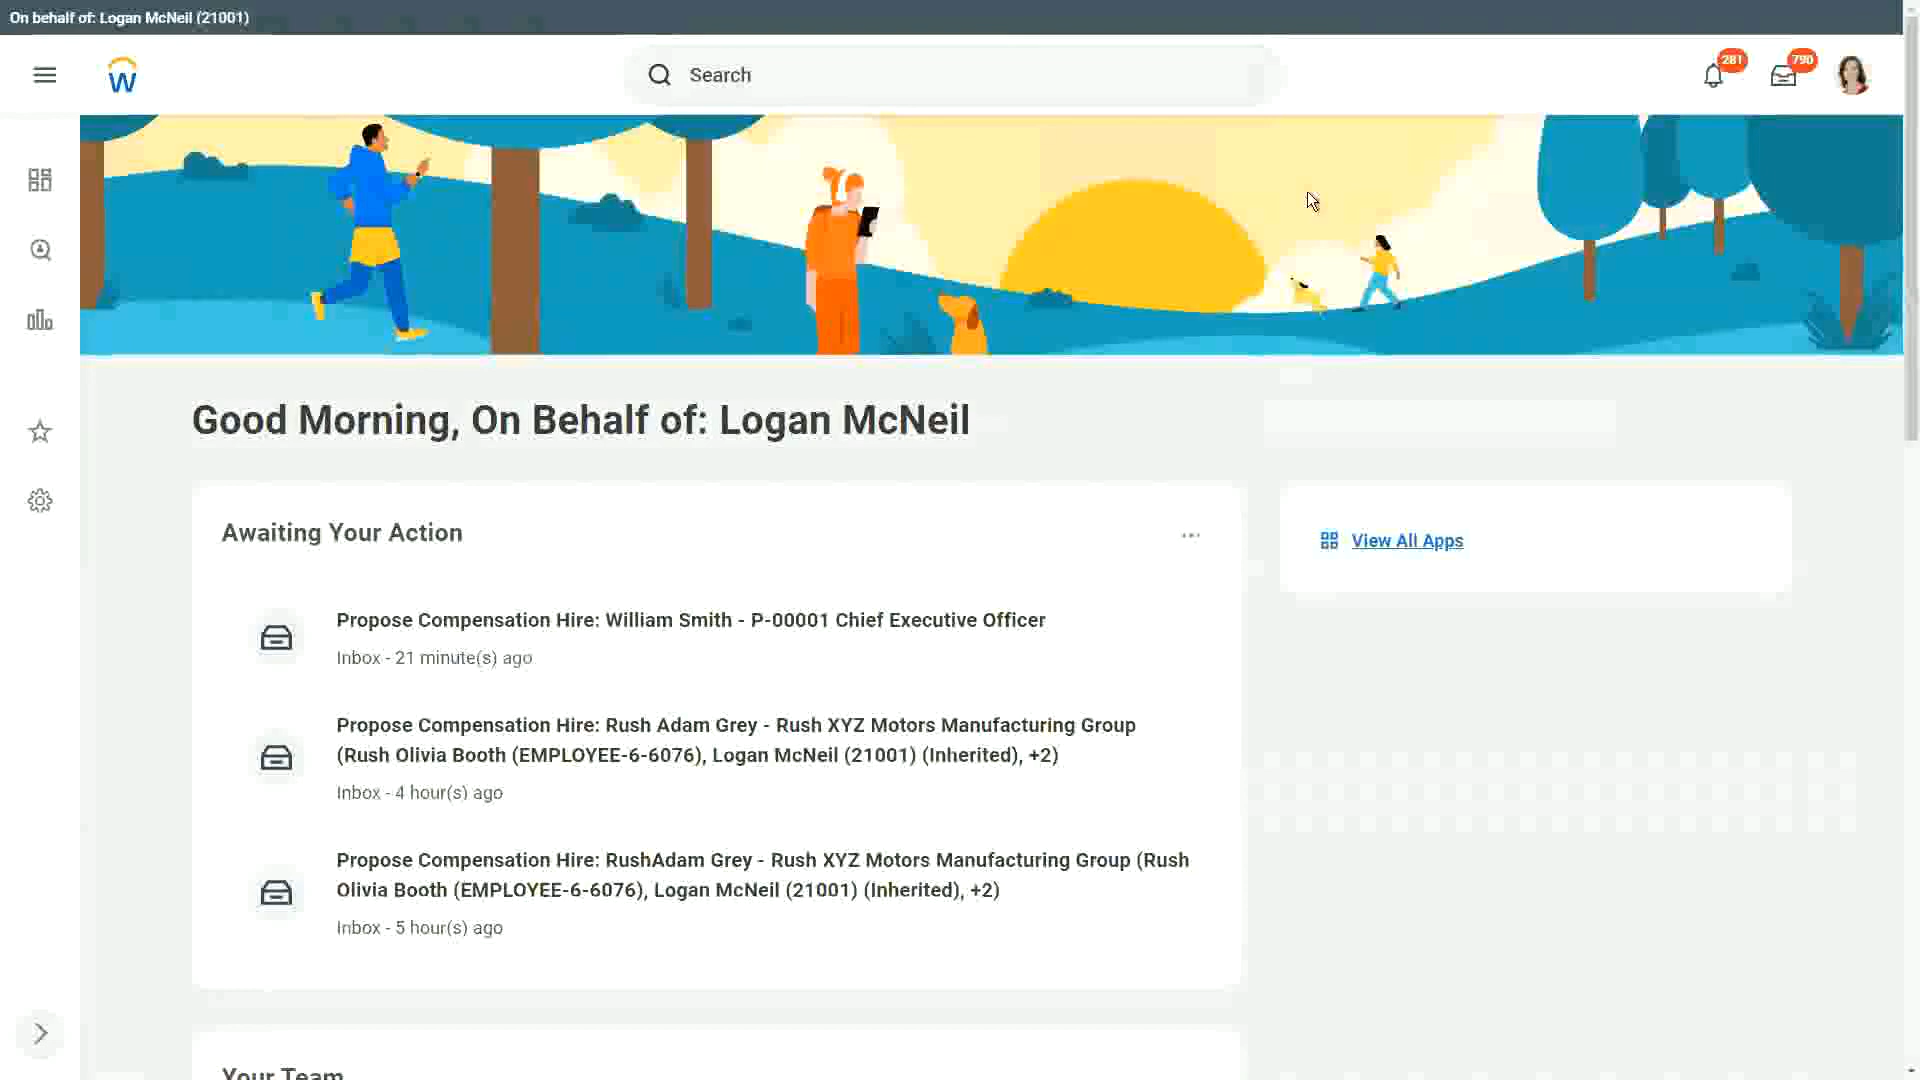 On behalf of: Logan McNeil (21001)
W
Search
281
790
Good Morning, On Behalf of: Logan McNeil
Awaiting Your Action
View All Apps
Propose Compensation Hire: William Smith - P-00001 Chief Executive Officer
Inbox - 21 minute(s) ago
Propose Compensation Hire: Rush Adam Grey - Rush XYZ Motors Manufacturing Group
(Rush Olivia Booth (EMPLOYEE-6-6076), Logan McNeil (21001) (Inherited), +2)
Inbox - 4 hour(s) ago
Propose Compensation Hire: RushAdam Grey - Rush XYZ Motors Manufacturing Group (Rush
Olivia Booth (EMPLOYEE-6-6076), Logan McNeil (21001) (Inherited), +2)
Inbox - 5 hour(s) ago
Your Team